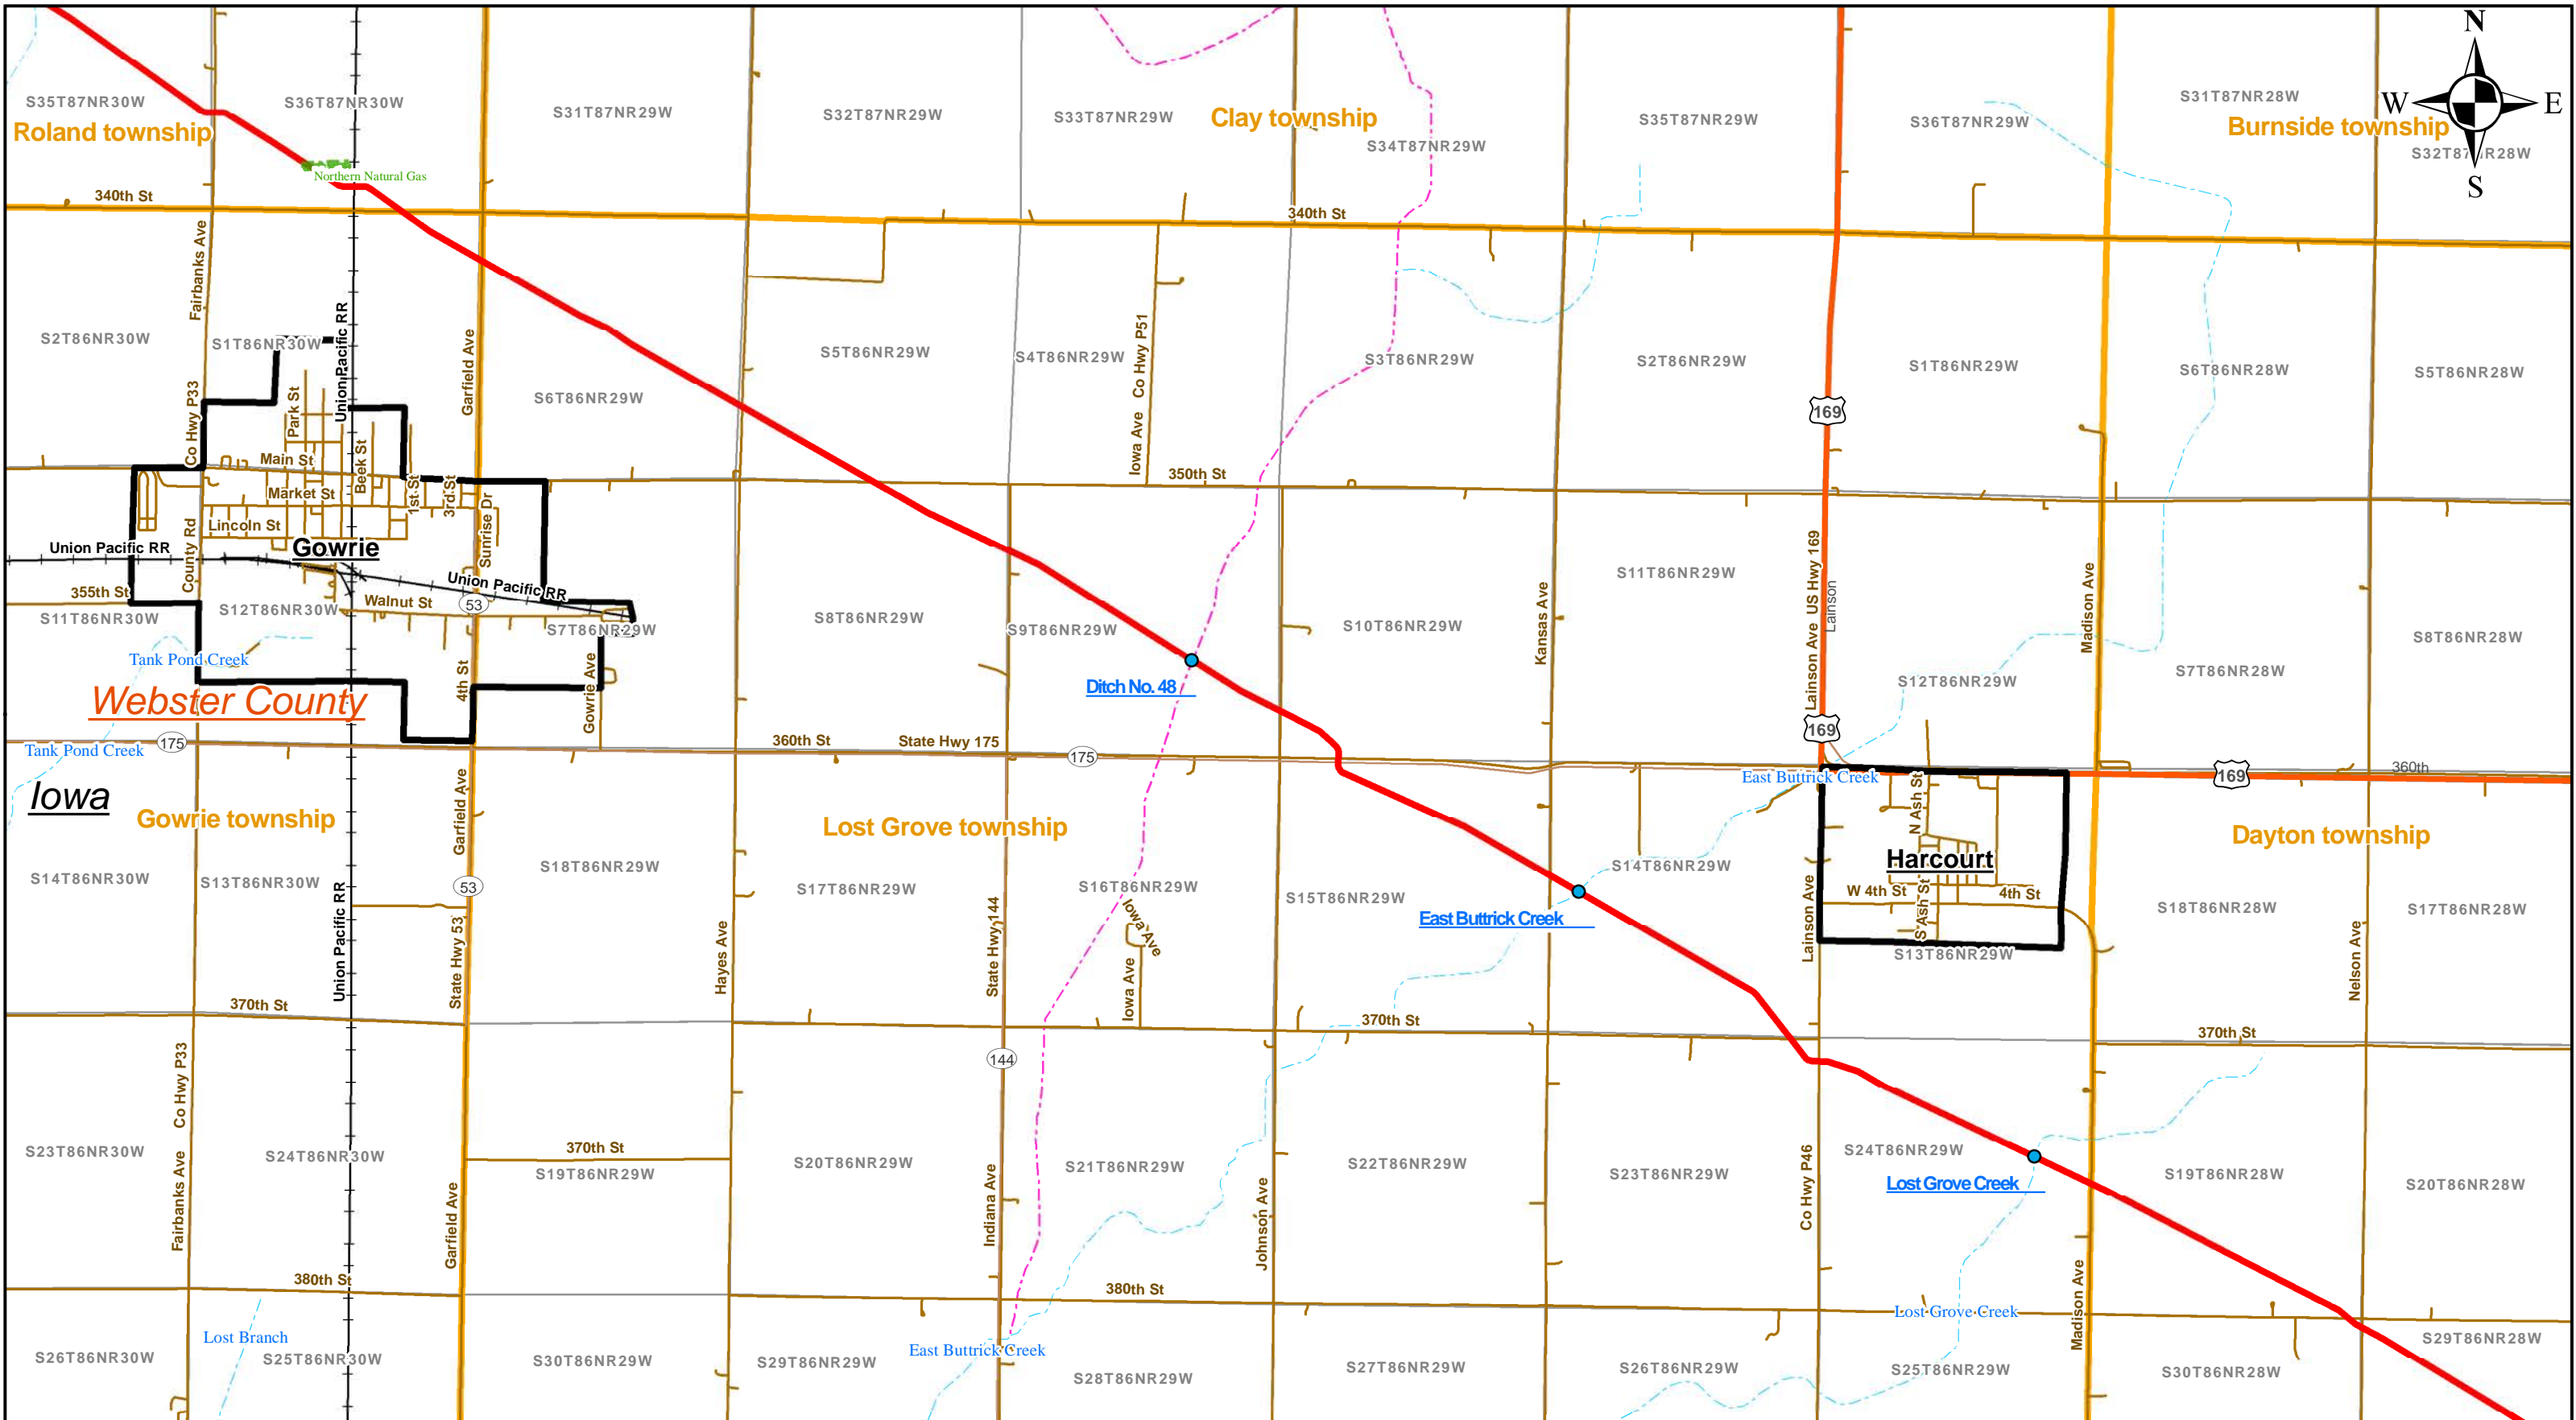 N
W
E
S
S35T87NR30W
S36T87NR30W
S31T87NR29W
S32T87NR29W
S33T87NR29W
Clay township
S34T87NR29W
S35T87NR29W
S36T87NR29W
S31T87NR28W
Roland township
Burnside township
S32T87NR28W
Northern Natural Gas
340th St
340th St
Fairbanks Ave
S2T86NR30W
S1T86NR30W
Union Pacific RR
Garfield Ave
S6T86NR29W
S5T86NR29W
S4T86NR29W
Iowa Ave Co Hwy P51
S3T86NR29W
S2T86NR29W
S1T86NR29W
S6T86NR28W
S5T86NR28W
169
Co Hwy P33
Park St
Main St
Beek St
Market St
1st St
3rd St
Lincoln St
Sunrise Dr
350th St
Union Pacific RR
Gowrie
County Rd
Union Pacific RR
355th St
S11T86NR30W
S12T86NR30W
Walnut St
53
S7T86NR29W
S8T86NR29W
S9T86NR29W
S10T86NR29W
S11T86NR29W
Kansas Ave
Lainson Ave US Hwy 169
Lainson
Madison Ave
S8T86NR28W
S7T86NR28W
S12T86NR29W
Tank Pond Creek
4th St
Gowrie Ave
Ditch No. 48
Webster County
169
Tank Pond Creek
175
360th St
State Hwy 175
175
East Buttrick Creek
169
360th
Iowa
Gowrie township
Garfield Ave
Lost Grove township
N Ash St
Dayton township
Harcourt
S14T86NR30W
S13T86NR30W
53
S18T86NR29W
S17T86NR29W
S16T86NR29W
S15T86NR29W
S14T86NR29W
W 4th St
4th St
S18T86NR28W
S17T86NR28W
East Buttrick Creek
Union Pacific RR
State Hwy 53
Hayes Ave
State Hwy 144
Iowa Ave
Iowa Ave
Lainson Ave
S Ash St
S13T86NR29W
Nelson Ave
370th St
370th St
370th St
144
Co Hwy P33
S23T86NR30W
S24T86NR30W
370th St
S19T86NR29W
S20T86NR29W
S21T86NR29W
S22T86NR29W
S23T86NR29W
S24T86NR29W
S19T86NR28W
S20T86NR28W
Lost Grove Creek
Fairbanks Ave
Garfield Ave
Indiana Ave
Johnson Ave
Co Hwy P46
Madison Ave
380th St
380th St
Lost Grove Creek
Lost Branch
East Buttrick Creek
S26T86NR30W
S25T86NR30W
S30T86NR29W
S29T86NR29W
S28T86NR29W
S27T86NR29W
S26T86NR29W
S25T86NR29W
S30T86NR28W
S29T86NR28W